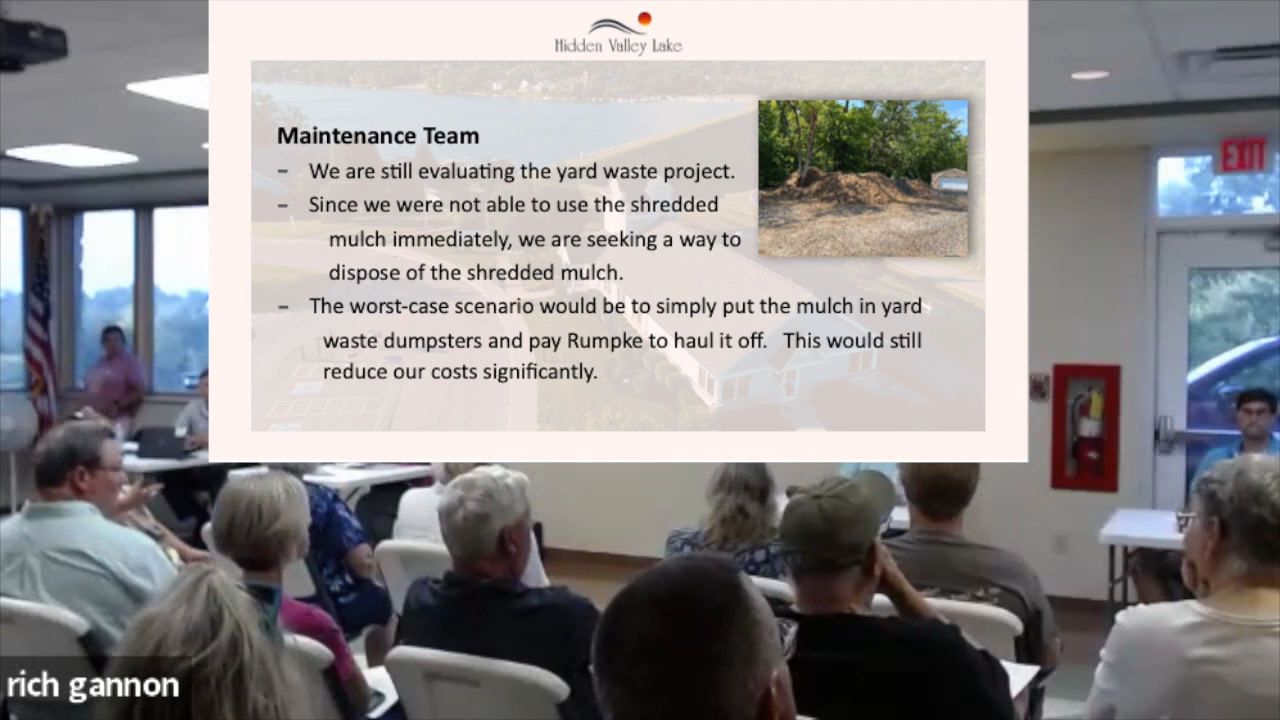 Hidden Valley Lake
Maintenance Team
– We are still evaluating the yard waste project.
– Since we were not able to use the shredded
mulch immediately, we are seeking a way to
dispose of the shredded mulch.
– The worst-case scenario would be to simply put the mulch in yard
waste dumpsters and pay Rumpke to haul it off. This would still
reduce our costs significantly.
EXIT
rich gannon